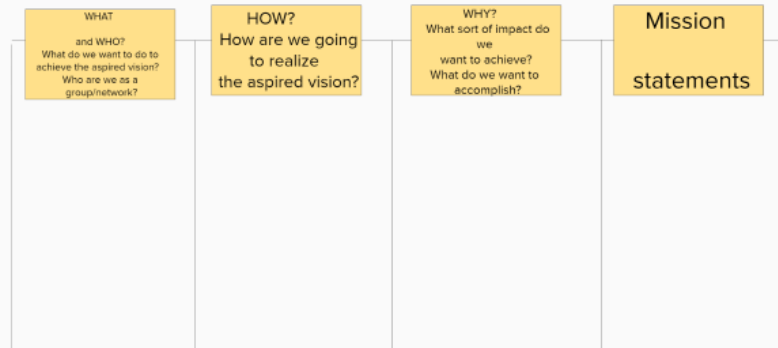 WHAT
and WHO?
What do we want to do to
achieve the aspired vision?
Who are we as a
group/network?
HOW?
How are we going
to realize
the aspired vision?
WHY?
What sort of impact do
we
want to achieve?
What do we want to
accomplish?
Mission
statements